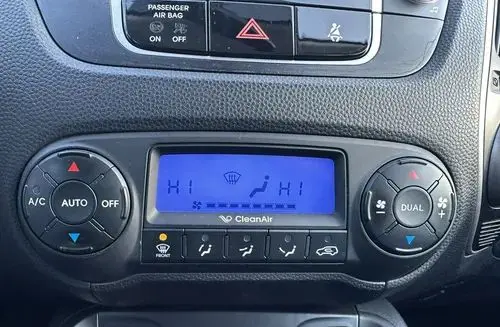 PASSENGER
AIR BAG
ON OFF
HI HI
CleanAir
A/C AUTO OFF
DUAL
FRONT